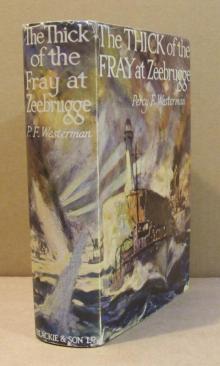 The Thick
of the
Fray at
Zeebrugge
P. F. Westerman
BLACKIE & SON LD
The THICK of the
FRAY at Zeebrugge
Percy F. Westerman